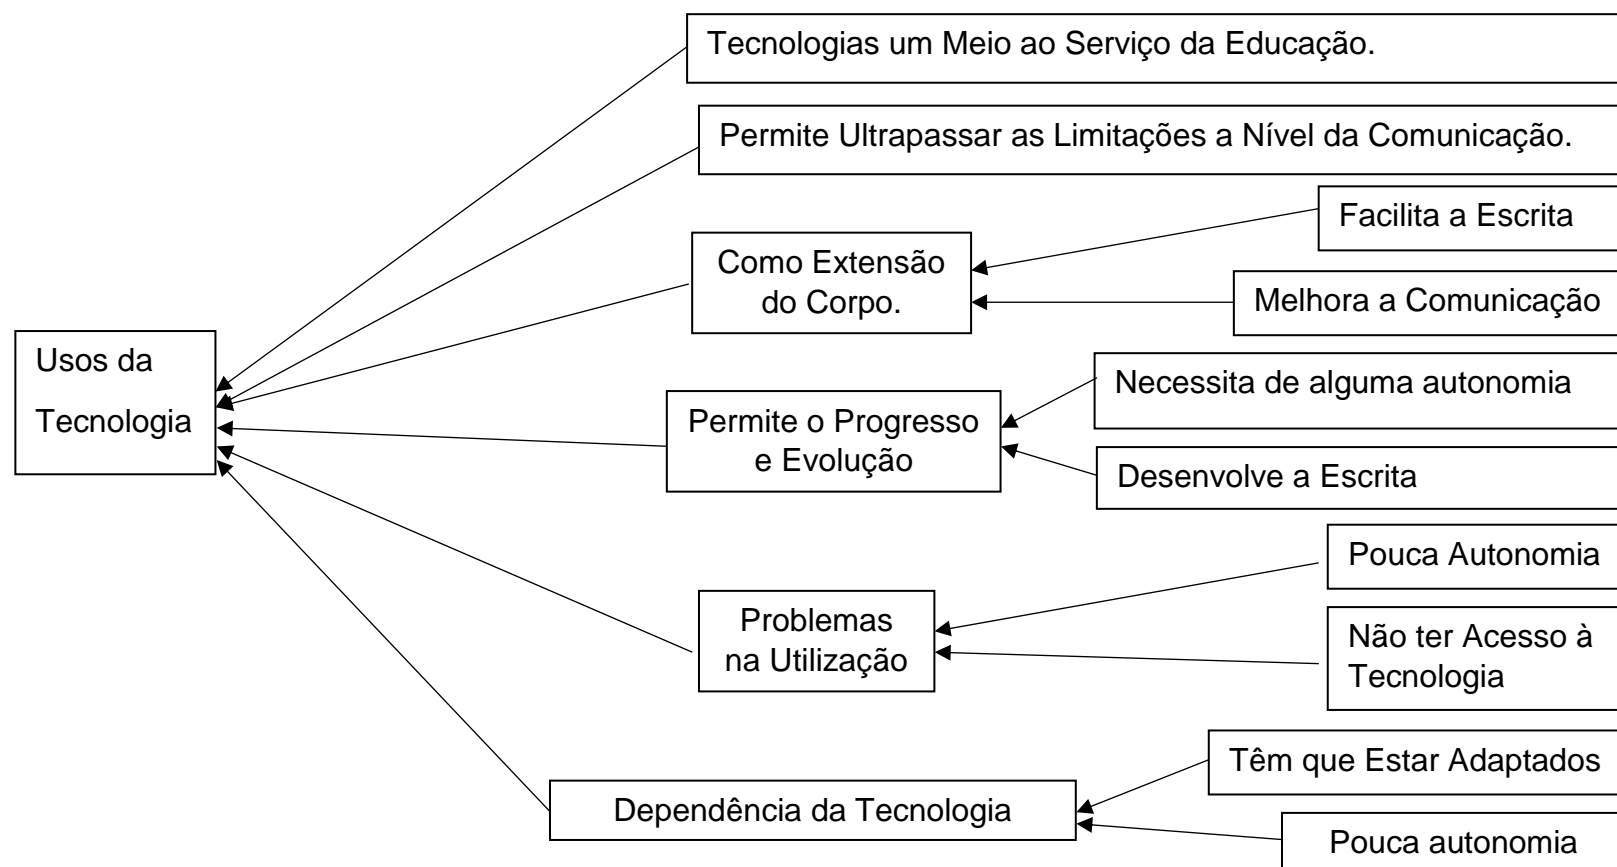 Tecnologias um Meio ao Serviço da Educação.
Permite Ultrapassar as Limitações a Nível da Comunicação.
Facilita a Escrita
Como Extensão
do Corpo.
Melhora a Comunicação
Usos da
Tecnologia
Necessita de alguma autonomia
Permite o Progresso
e Evolução
Desenvolve a Escrita
Pouca Autonomia
Problemas
na Utilização
Não ter Acesso à
Tecnologia
Têm que Estar Adaptados
Dependência da Tecnologia
Pouca autonomia